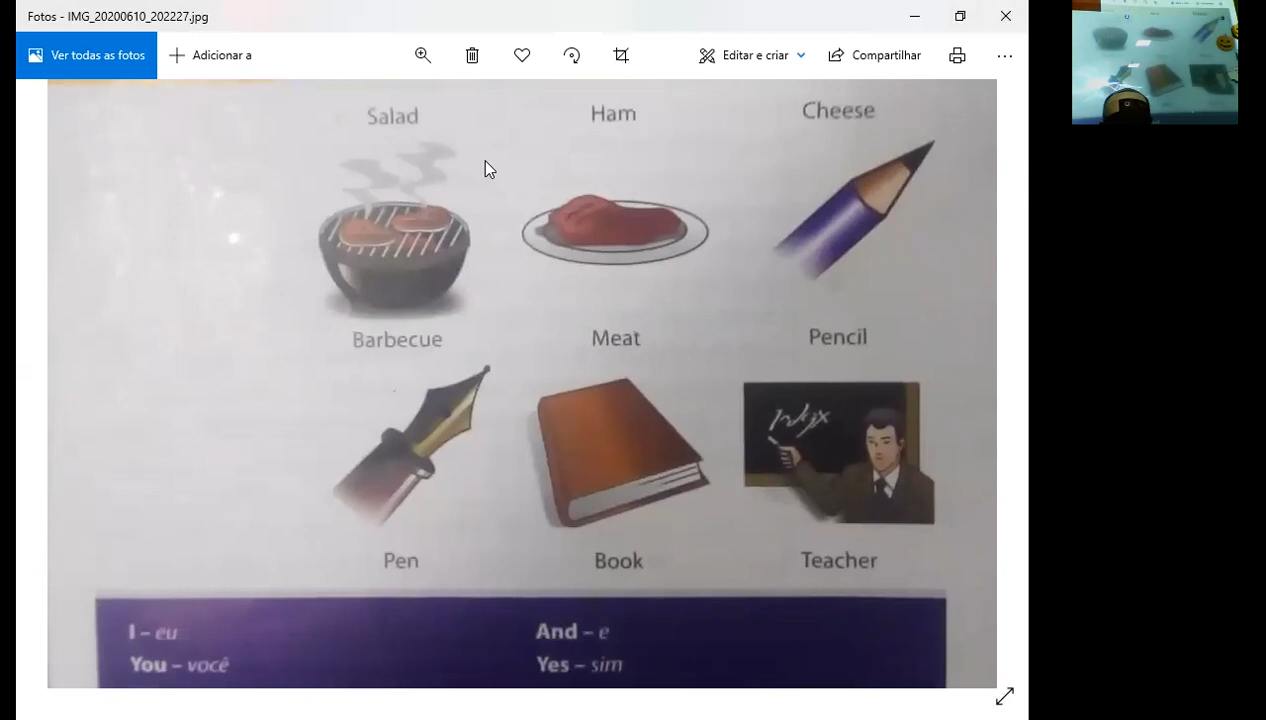 Fotos - IMG_20200610_202227.jpg
Ver todas as fotos
Adicionar a
Editar e criar
Compartilhar
Salad
Ham
Cheese
Barbecue
Meat
Pencil
Pen
Book
Teacher
I – eu
And – e
You – você
Yes – sim